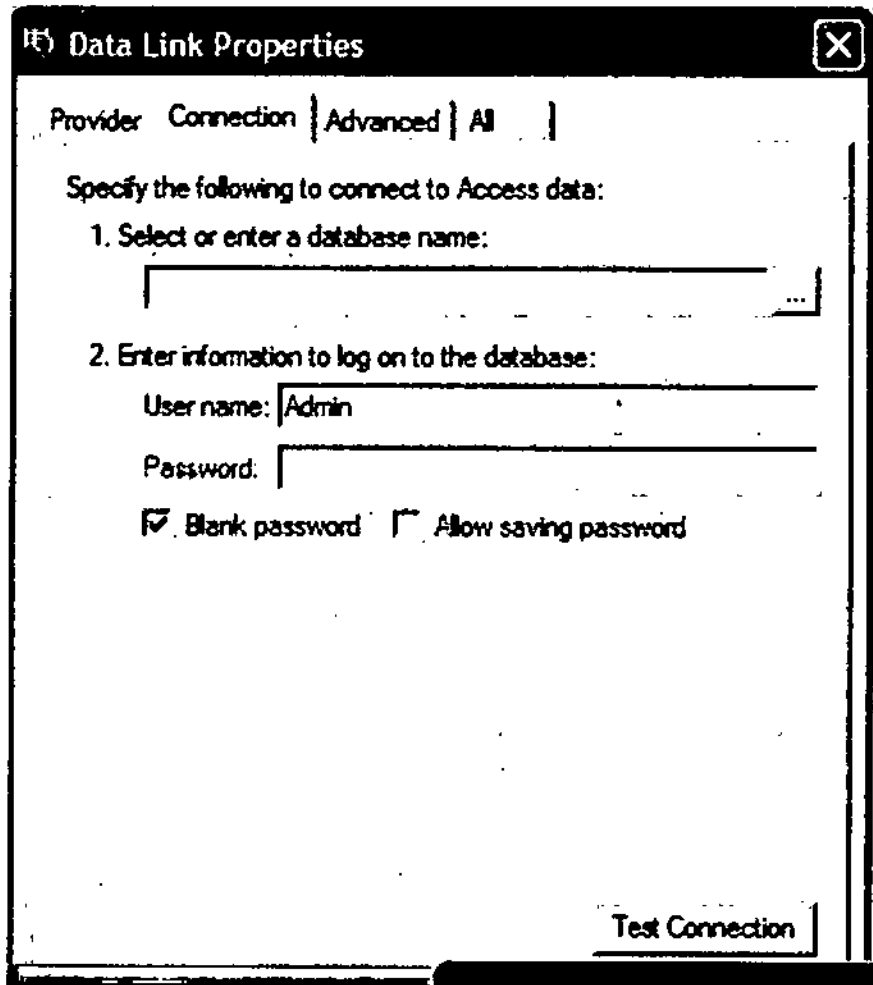 Data Link Properties
Provider Connection Advanced All
Specify the following to connect to Access data:
1. Select or enter a database name:
...
2. Enter information to log on to the database:
User name: Admin
Password:
Blank password Allow saving password
Test Connection